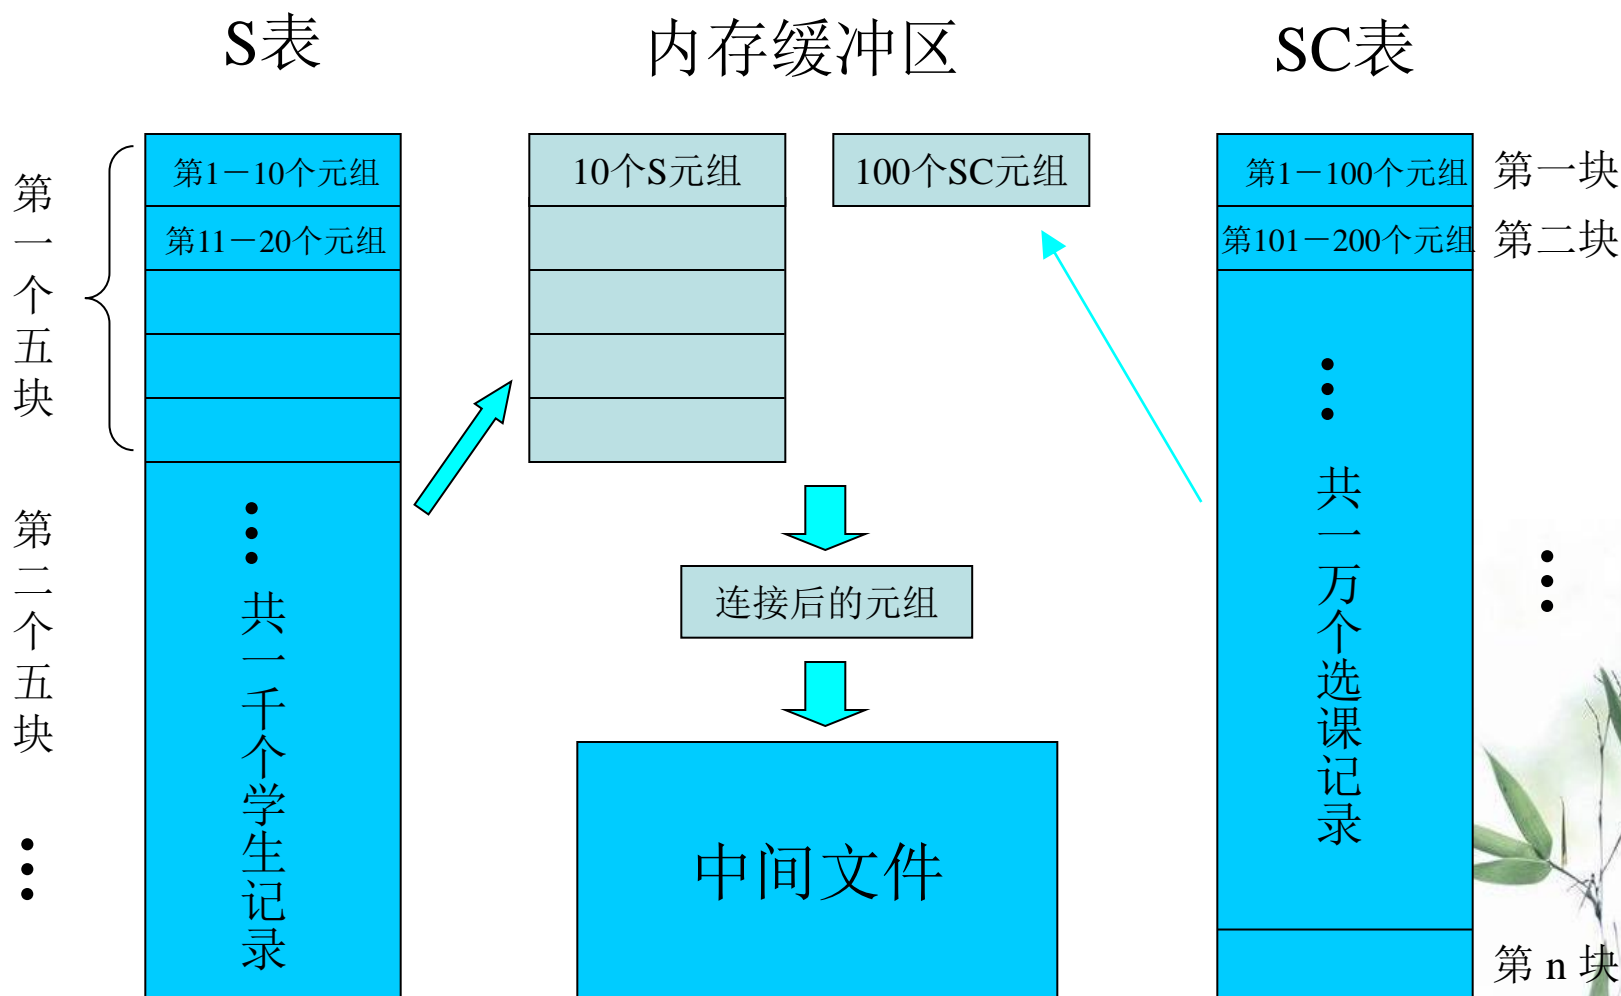 S表
内存缓冲区
SC表
第一个五块
第1－10个元组
第11－20个元组
10个S元组
100个SC元组
第1－100个元组
第一块
第101－200个元组
第二块
第二个五块
共一千个学生记录
连接后的元组
中间文件
共一万个选课记录
第 n 块